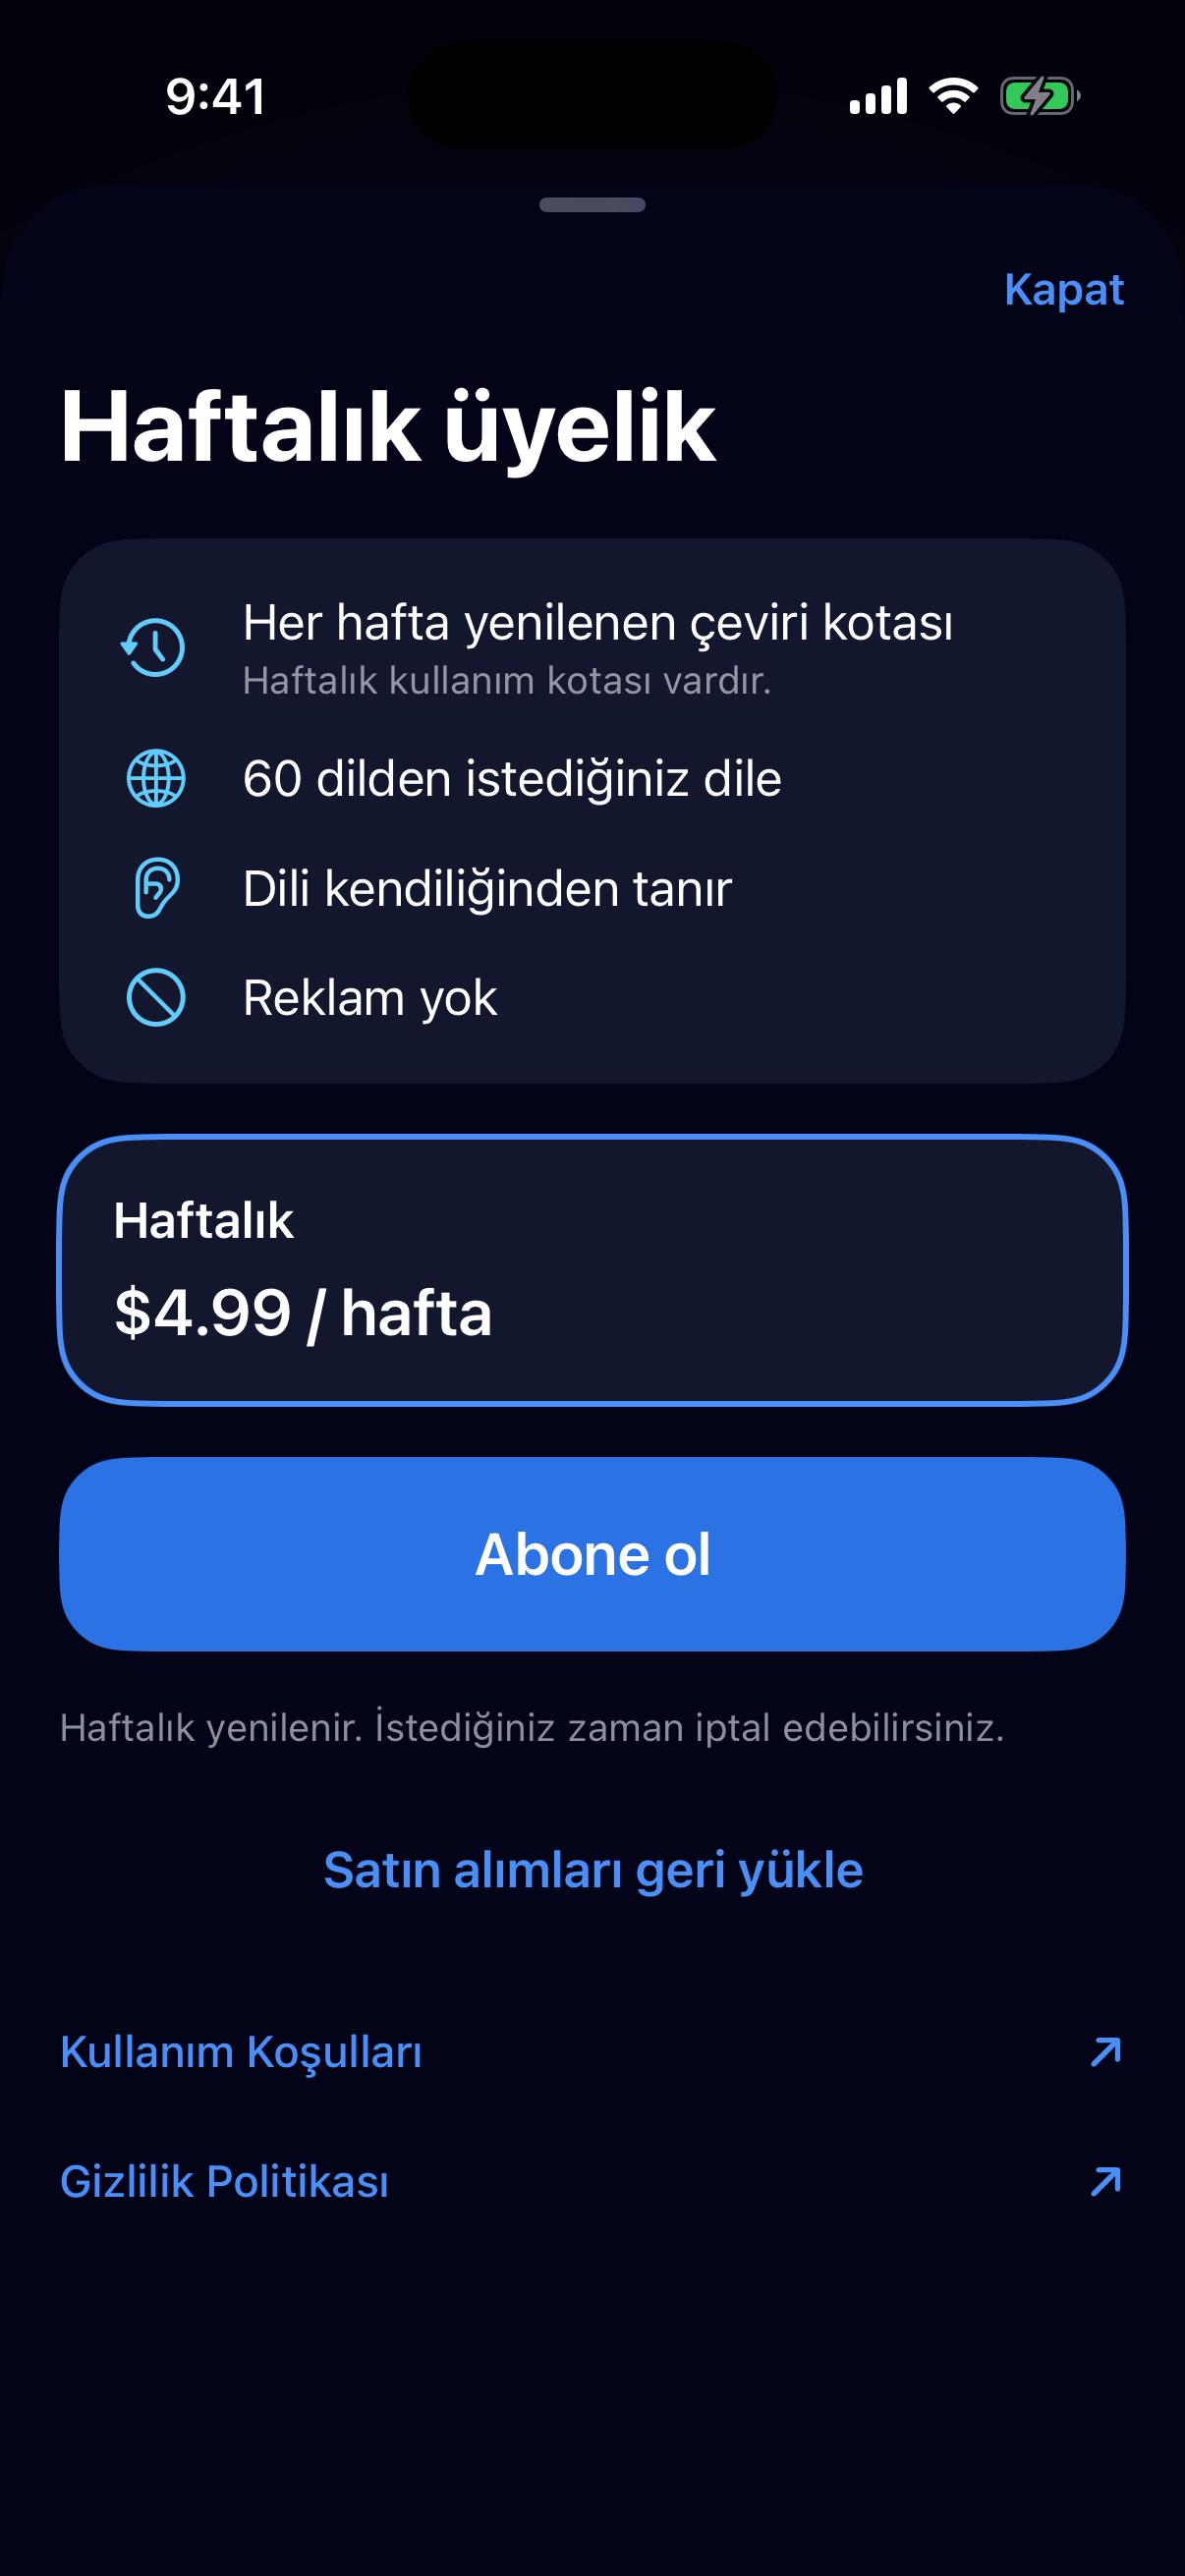 9:41
Kapat
Haftalık üyelik
Her hafta yenilenen çeviri kotası
Haftalık kullanım kotası vardır.
60 dilden istediğiniz dile
Dili kendiliğinden tanır
Reklam yok
Haftalık
$4.99 / hafta
Abone ol
Haftalık yenilenir. İstediğiniz zaman iptal edebilirsiniz.
Satın alımları geri yükle
Kullanım Koşulları
Gizlilik Politikası